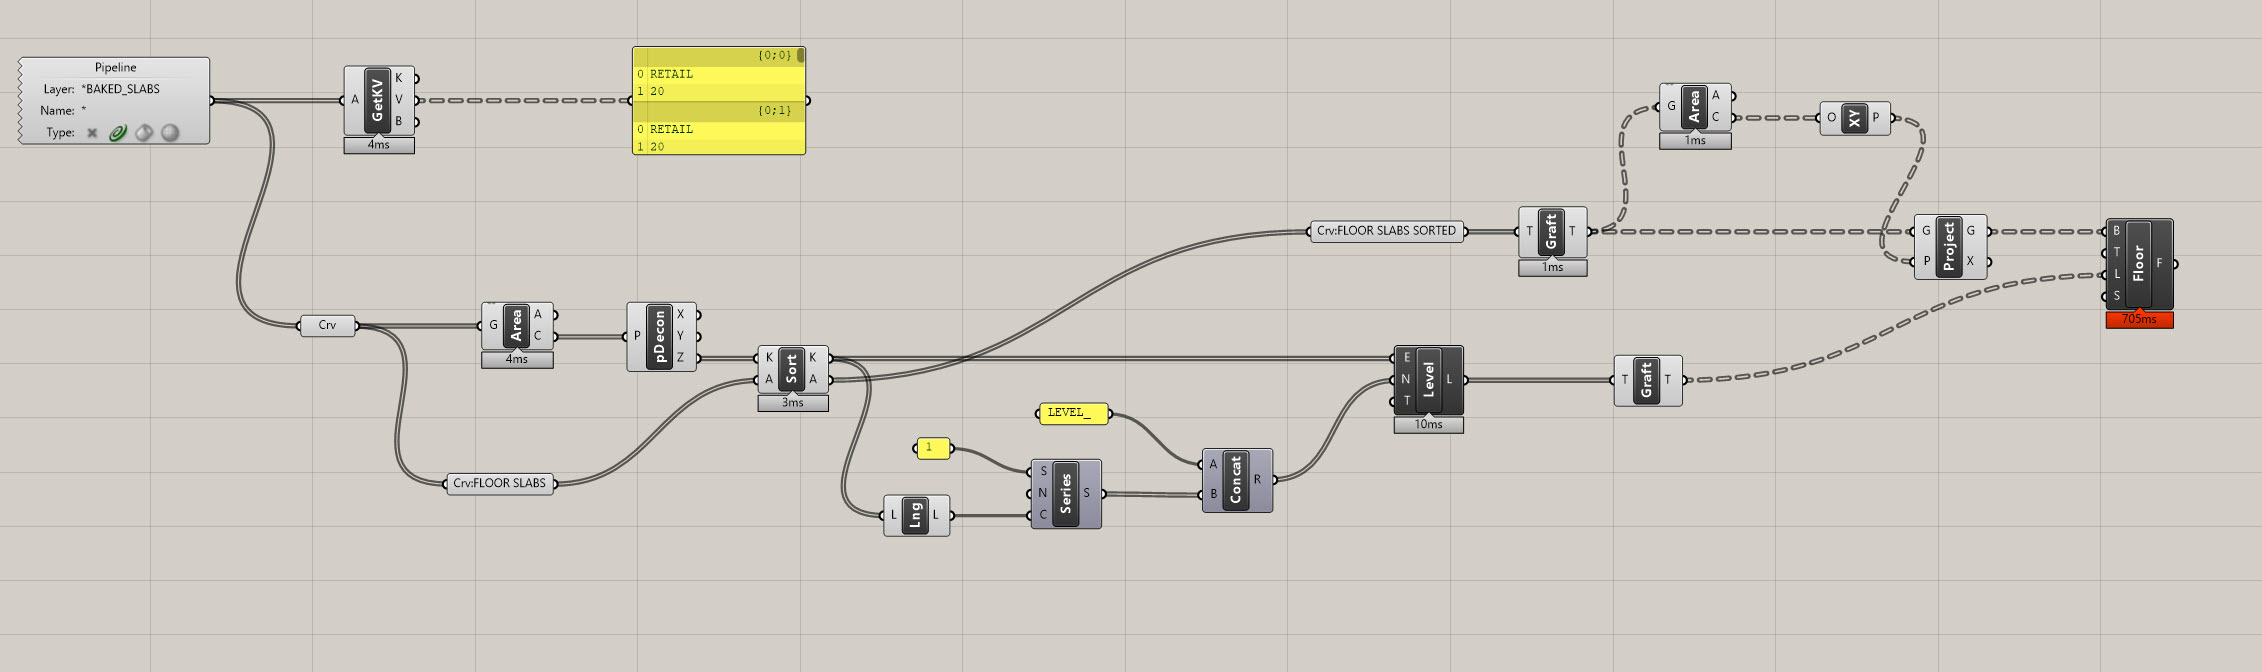 Pipeline
Layer: *BAKED_SLABS
Name: *
Type:
A
GetKV
K
V
B
4ms
{0;0}
0 RETAIL
1 20
{0;1}
0 RETAIL
1 20
Crv
G
Area
A
C
4ms
P
pDecon
X
Y
Z
K
A
Sort
K
A
3ms
Crv:FLOOR SLABS
L
Lng
L
1
S
N
C
Series
S
LEVEL_
A
B
Concat
R
E
N
T
Level
L
10ms
Crv:FLOOR SLABS SORTED
T
Graft
T
1ms
T
Graft
T
G
Area
A
C
1ms
O
XY
P
G
P
Project
G
X
B
T
L
S
Floor
F
705ms